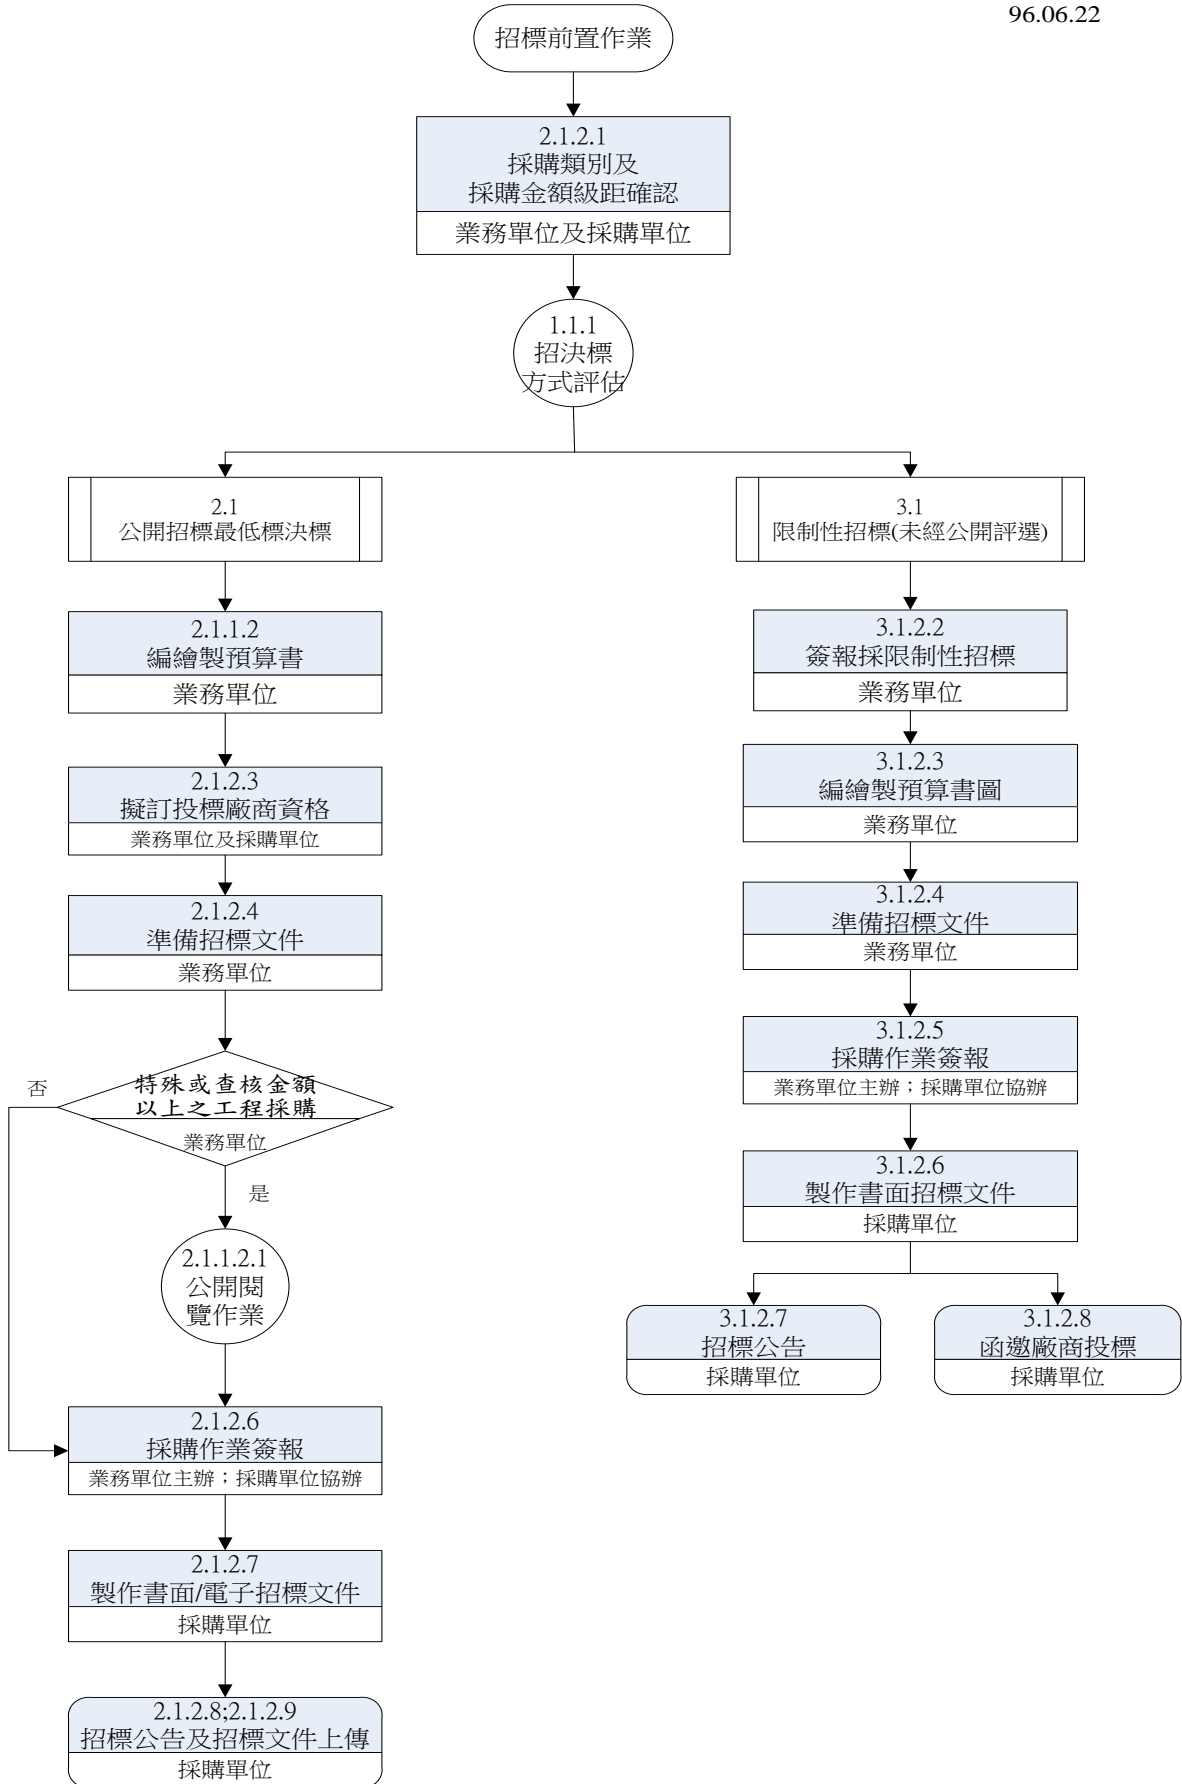 96.06.22
招標前置作業
2.1.2.1
採購類別及
採購金額級距確認
業務單位及採購單位
1.1.1
招決標
方式評估
2.1
公開招標最低標決標
2.1.1.2
編繪製預算書
業務單位
2.1.2.3
擬訂投標廠商資格
業務單位及採購單位
2.1.2.4
準備招標文件
業務單位
特殊或查核金額
以上之工程採購
業務單位
否
是
2.1.1.2.1
公開閱
覽作業
2.1.2.6
採購作業簽報
業務單位主辦；採購單位協辦
2.1.2.7
製作書面/電子招標文件
採購單位
2.1.2.8;2.1.2.9
招標公告及招標文件上傳
採購單位
3.1
限制性招標(未經公開評選)
3.1.2.2
簽報採限制性招標
業務單位
3.1.2.3
編繪製預算書圖
業務單位
3.1.2.4
準備招標文件
業務單位
3.1.2.5
採購作業簽報
業務單位主辦；採購單位協辦
3.1.2.6
製作書面招標文件
採購單位
3.1.2.7
招標公告
採購單位
3.1.2.8
函邀廠商投標
採購單位